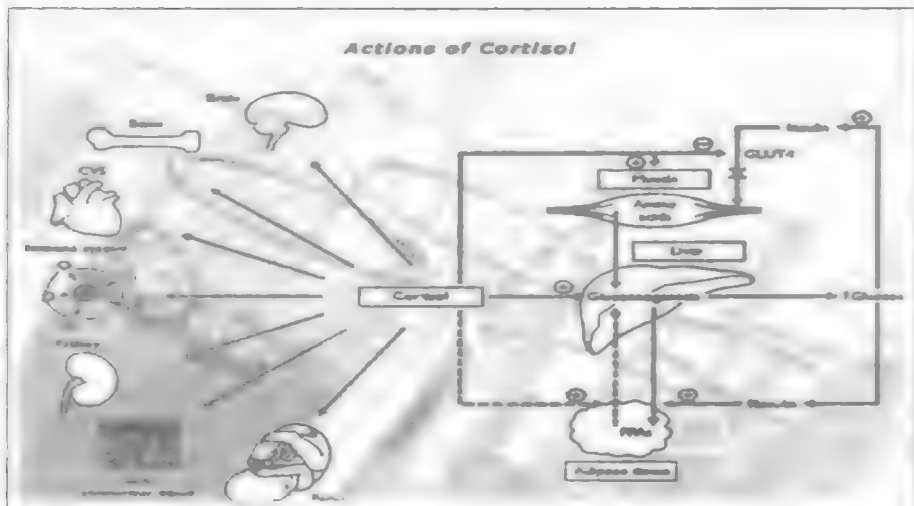 Actions of Cortisol
Brain
Bone
CVS
Insulin
GLUT4
Muscle
Amino
acids
Immune system
Liver
Cortisol
↑Glucose
Kidney
Insulin
FFAs
Adipose tissue